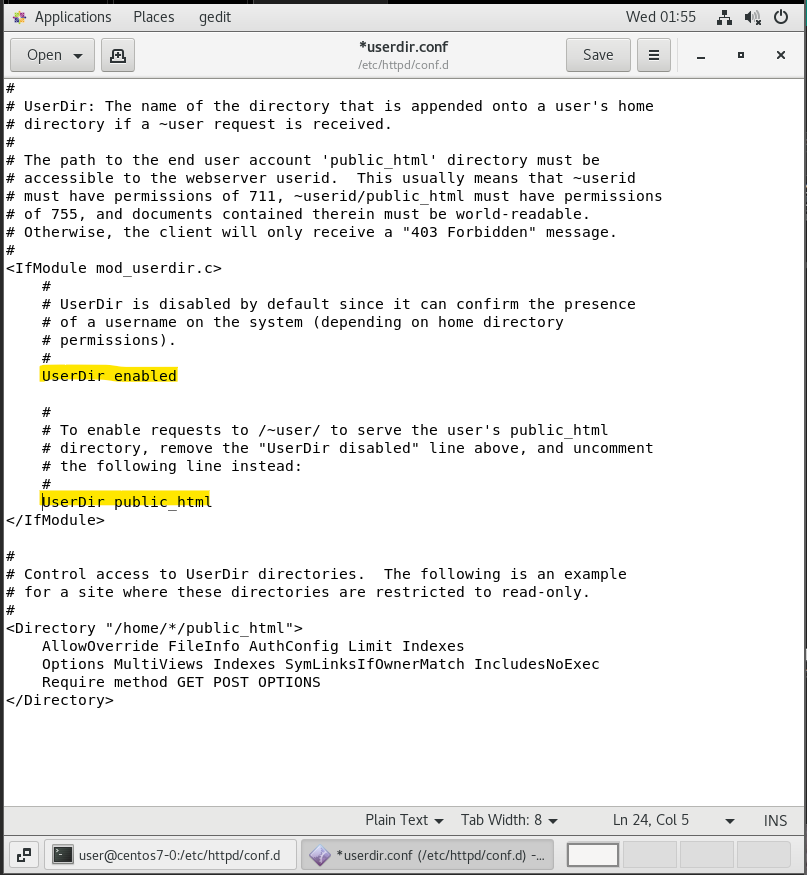 Applications Places gedit Wed 01:55
Open *userdir.conf Save
/etc/httpd/conf.d
#
# UserDir: The name of the directory that is appended onto a user's home
# directory if a ~user request is received.
#
# The path to the end user account 'public_html' directory must be
# accessible to the webserver userid.  This usually means that ~userid
# must have permissions of 711, ~userid/public_html must have permissions
# of 755, and documents contained therein must be world-readable.
# Otherwise, the client will only receive a "403 Forbidden" message.
#
<IfModule mod_userdir.c>
    #
    # UserDir is disabled by default since it can confirm the presence
    # of a username on the system (depending on home directory
    # permissions).
    #
    UserDir enabled
    #
    # To enable requests to /~user/ to serve the user's public_html
    # directory, remove the "UserDir disabled" line above, and uncomment
    # the following line instead:
    #
    UserDir public_html
</IfModule>
#
# Control access to UserDir directories.  The following is an example
# for a site where these directories are restricted to read-only.
#
<Directory "/home/*/public_html">
    AllowOverride FileInfo AuthConfig Limit Indexes
    Options MultiViews Indexes SymLinksIfOwnerMatch IncludesNoExec
    Require method GET POST OPTIONS
</Directory>
Plain Text Tab Width: 8 Ln 24, Col 5 INS
user@centos7-0:/etc/httpd/conf.d *userdir.conf (/etc/httpd/conf.d) -...